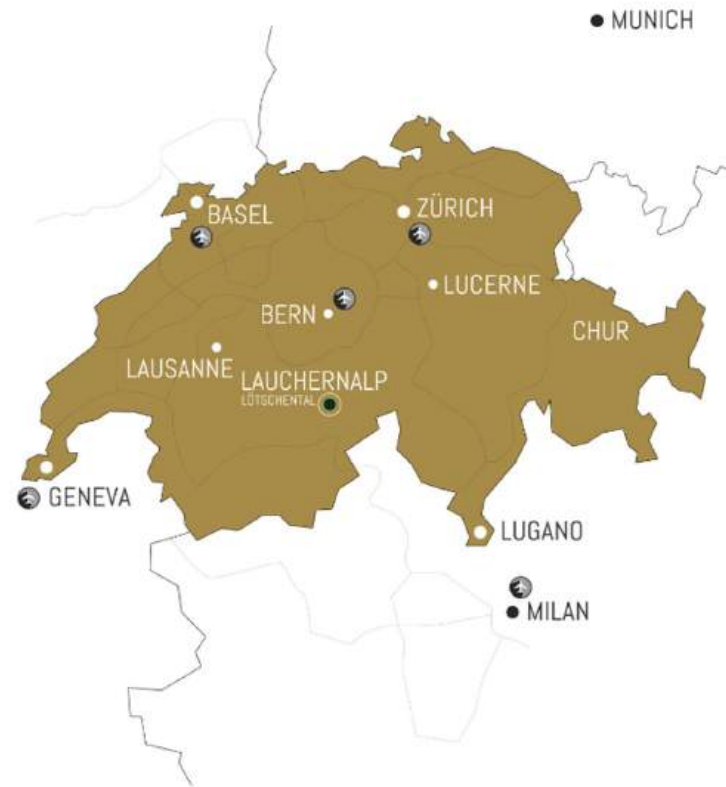 MUNICH
BASEL
ZÜRICH
LUCERNE
BERN
CHUR
LAUSANNE
LAUCHERNALP
LÖTSCHENTAL
GENEVA
LUGANO
MILAN